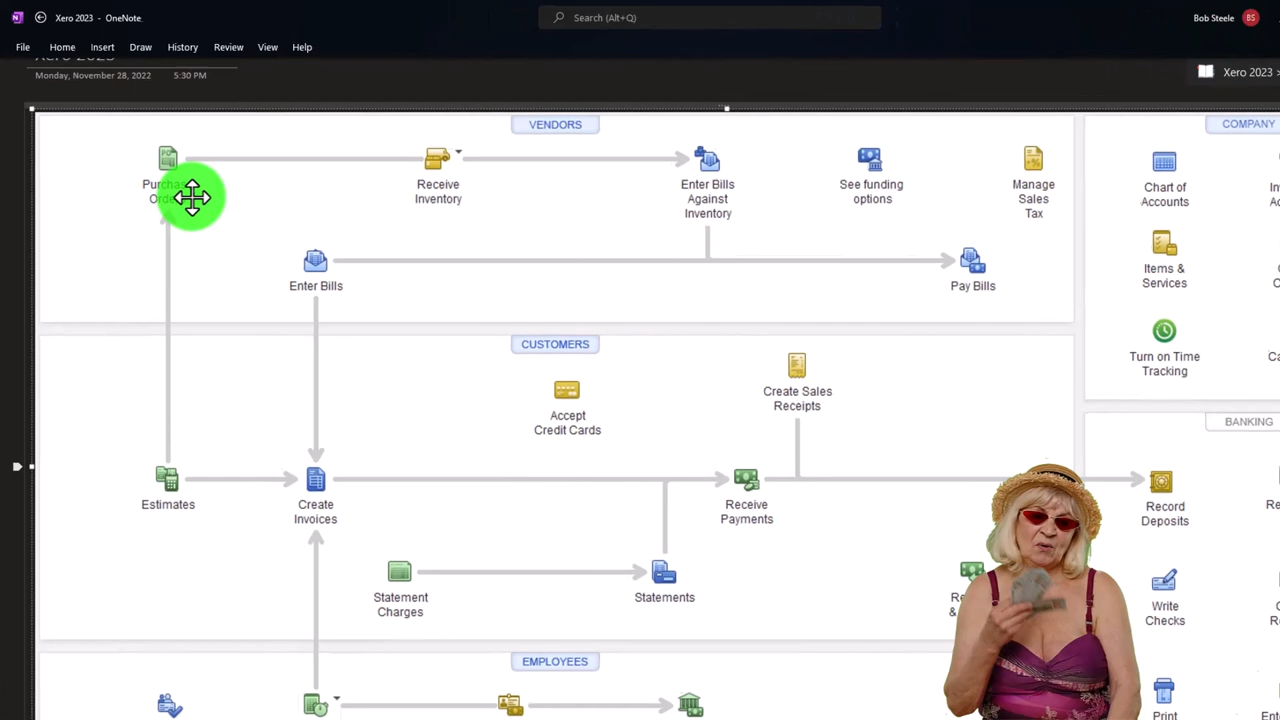 Xero 2023 - OneNote
Search (Alt+Q)
Bob Steele
BS
File
Home
Insert
Draw
History
Review
View
Help
Xero 2023
Monday, November 28, 2022
5:30 PM
Xero 2023 >
VENDORS
COMPANY
Receive
Inventory
Enter Bills
Against
Inventory
See funding
options
Manage
Sales
Tax
Chart of
Accounts
Enter Bills
Pay Bills
Items &
Services
CUSTOMERS
Turn on Time
Tracking
Create Sales
Receipts
Accept
Credit Cards
BANKING
Estimates
Create
Invoices
Receive
Payments
Record
Deposits
Statement
Charges
Statements
Write
Checks
EMPLOYEES
Print